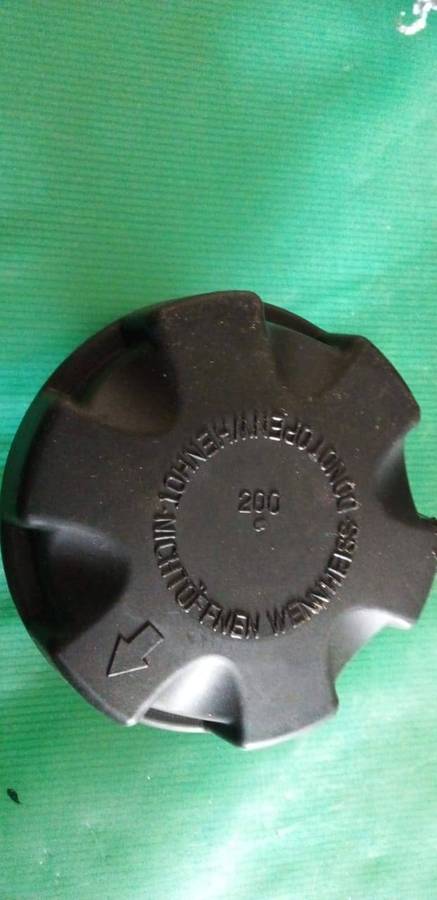 DO NOT OPEN WHEN HOT-NICHT ÖFFNEN WENN HEISS-
200
C